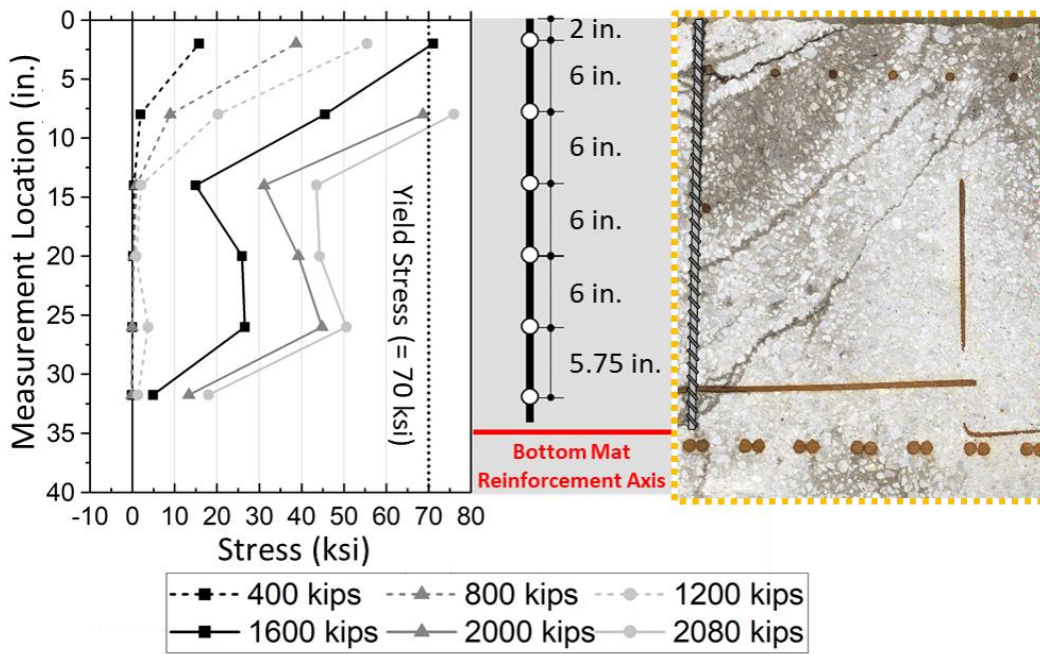 0
5
10
15
20
25
30
35
40
Measurement Location (in.)
-10 0 10 20 30 40 50 60 70 80
Stress (ksi)
Yield Stress (= 70 ksi)
2 in.
6 in.
6 in.
6 in.
6 in.
5.75 in.
Bottom Mat
Reinforcement Axis
400 kips 800 kips 1200 kips
1600 kips 2000 kips 2080 kips